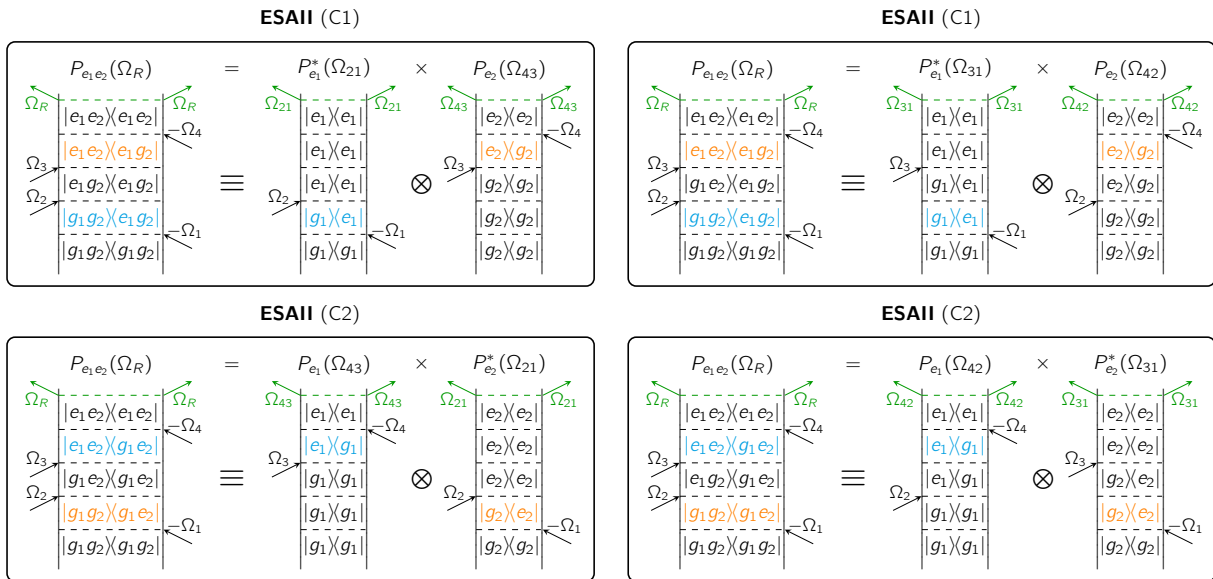 ESAII (C1)
P_{e₁e₂}(Ω_R) = P*_{e₁}(Ω₂₁) × P_{e₂}(Ω₄₃)
Ω_R Ω_R Ω₂₁ Ω₂₁ Ω₄₃ Ω₄₃
|e₁e₂⟩⟨e₁e₂| |e₁⟩⟨e₁| |e₂⟩⟨e₂|
−Ω₄ −Ω₄
|e₁e₂⟩⟨e₁g₂| |e₁⟩⟨e₁| |e₂⟩⟨g₂|
Ω₃ Ω₃
|e₁g₂⟩⟨e₁g₂| ≡ |e₁⟩⟨e₁| ⊗ |g₂⟩⟨g₂|
Ω₂ Ω₂
|g₁g₂⟩⟨e₁g₂| |g₁⟩⟨e₁| |g₂⟩⟨g₂|
−Ω₁ −Ω₁
|g₁g₂⟩⟨g₁g₂| |g₁⟩⟨g₁| |g₂⟩⟨g₂|
ESAII (C1)
P_{e₁e₂}(Ω_R) = P*_{e₁}(Ω₃₁) × P_{e₂}(Ω₄₂)
Ω_R Ω_R Ω₃₁ Ω₃₁ Ω₄₂ Ω₄₂
|e₁e₂⟩⟨e₁e₂| |e₁⟩⟨e₁| |e₂⟩⟨e₂|
−Ω₄ −Ω₄
|e₁e₂⟩⟨e₁g₂| |e₁⟩⟨e₁| |e₂⟩⟨g₂|
Ω₃ Ω₃
|g₁e₂⟩⟨e₁g₂| ≡ |g₁⟩⟨e₁| ⊗ |e₂⟩⟨g₂|
Ω₂ Ω₂
|g₁g₂⟩⟨e₁g₂| |g₁⟩⟨e₁| |g₂⟩⟨g₂|
−Ω₁ −Ω₁
|g₁g₂⟩⟨g₁g₂| |g₁⟩⟨g₁| |g₂⟩⟨g₂|
ESAII (C2)
P_{e₁e₂}(Ω_R) = P_{e₁}(Ω₄₃) × P*_{e₂}(Ω₂₁)
Ω_R Ω_R Ω₄₃ Ω₄₃ Ω₂₁ Ω₂₁
|e₁e₂⟩⟨e₁e₂| |e₁⟩⟨e₁| |e₂⟩⟨e₂|
−Ω₄ −Ω₄
|e₁e₂⟩⟨g₁e₂| |e₁⟩⟨g₁| |e₂⟩⟨e₂|
Ω₃ Ω₃
|g₁e₂⟩⟨g₁e₂| ≡ |g₁⟩⟨g₁| ⊗ |e₂⟩⟨e₂|
Ω₂ Ω₂
|g₁g₂⟩⟨g₁e₂| |g₁⟩⟨g₁| |g₂⟩⟨e₂|
−Ω₁ −Ω₁
|g₁g₂⟩⟨g₁g₂| |g₁⟩⟨g₁| |g₂⟩⟨g₂|
ESAII (C2)
P_{e₁e₂}(Ω_R) = P_{e₁}(Ω₄₂) × P*_{e₂}(Ω₃₁)
Ω_R Ω_R Ω₄₂ Ω₄₂ Ω₃₁ Ω₃₁
|e₁e₂⟩⟨e₁e₂| |e₁⟩⟨e₁| |e₂⟩⟨e₂|
−Ω₄ −Ω₄
|e₁e₂⟩⟨g₁e₂| |e₁⟩⟨g₁| |e₂⟩⟨e₂|
Ω₃ Ω₃
|e₁g₂⟩⟨g₁e₂| ≡ |e₁⟩⟨g₁| ⊗ |g₂⟩⟨e₂|
Ω₂ Ω₂
|g₁g₂⟩⟨g₁e₂| |g₁⟩⟨g₁| |g₂⟩⟨e₂|
−Ω₁ −Ω₁
|g₁g₂⟩⟨g₁g₂| |g₁⟩⟨g₁| |g₂⟩⟨g₂|